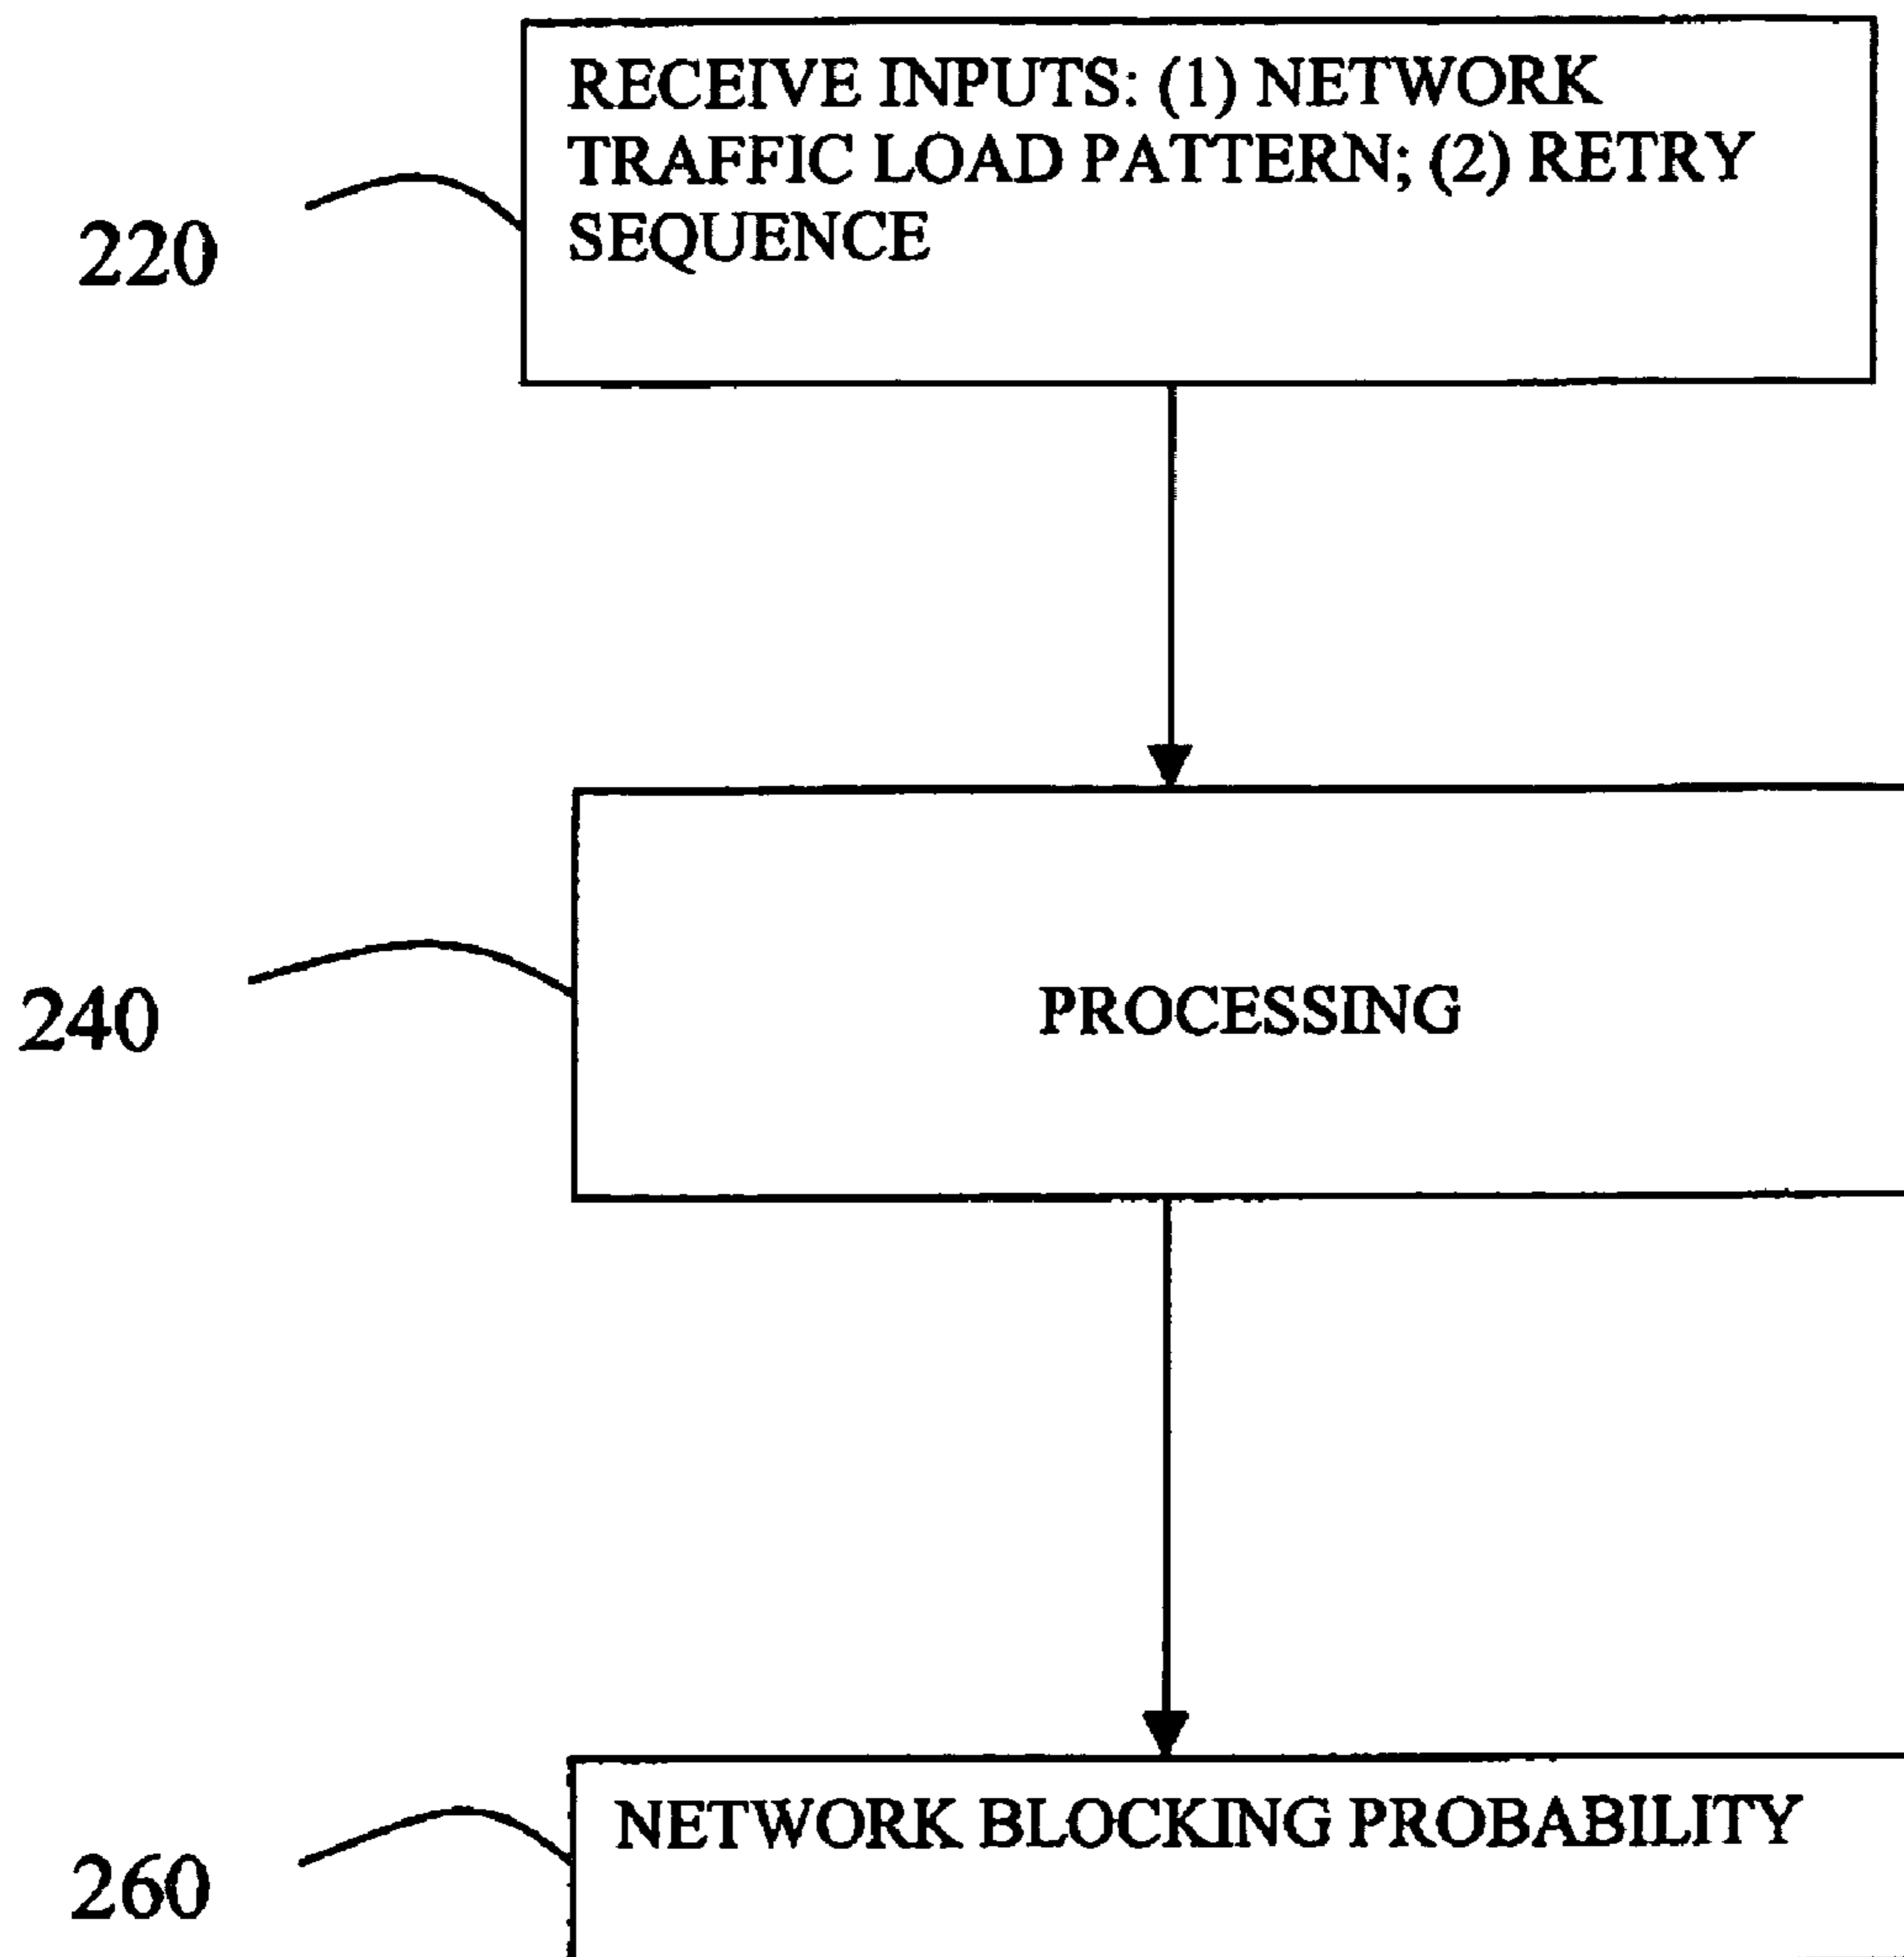 RECEIVE INPUTS: (1) NETWORK
TRAFFIC LOAD PATTERN; (2) RETRY
SEQUENCE
220
240
PROCESSING
NETWORK BLOCKING PROBABILITY
260